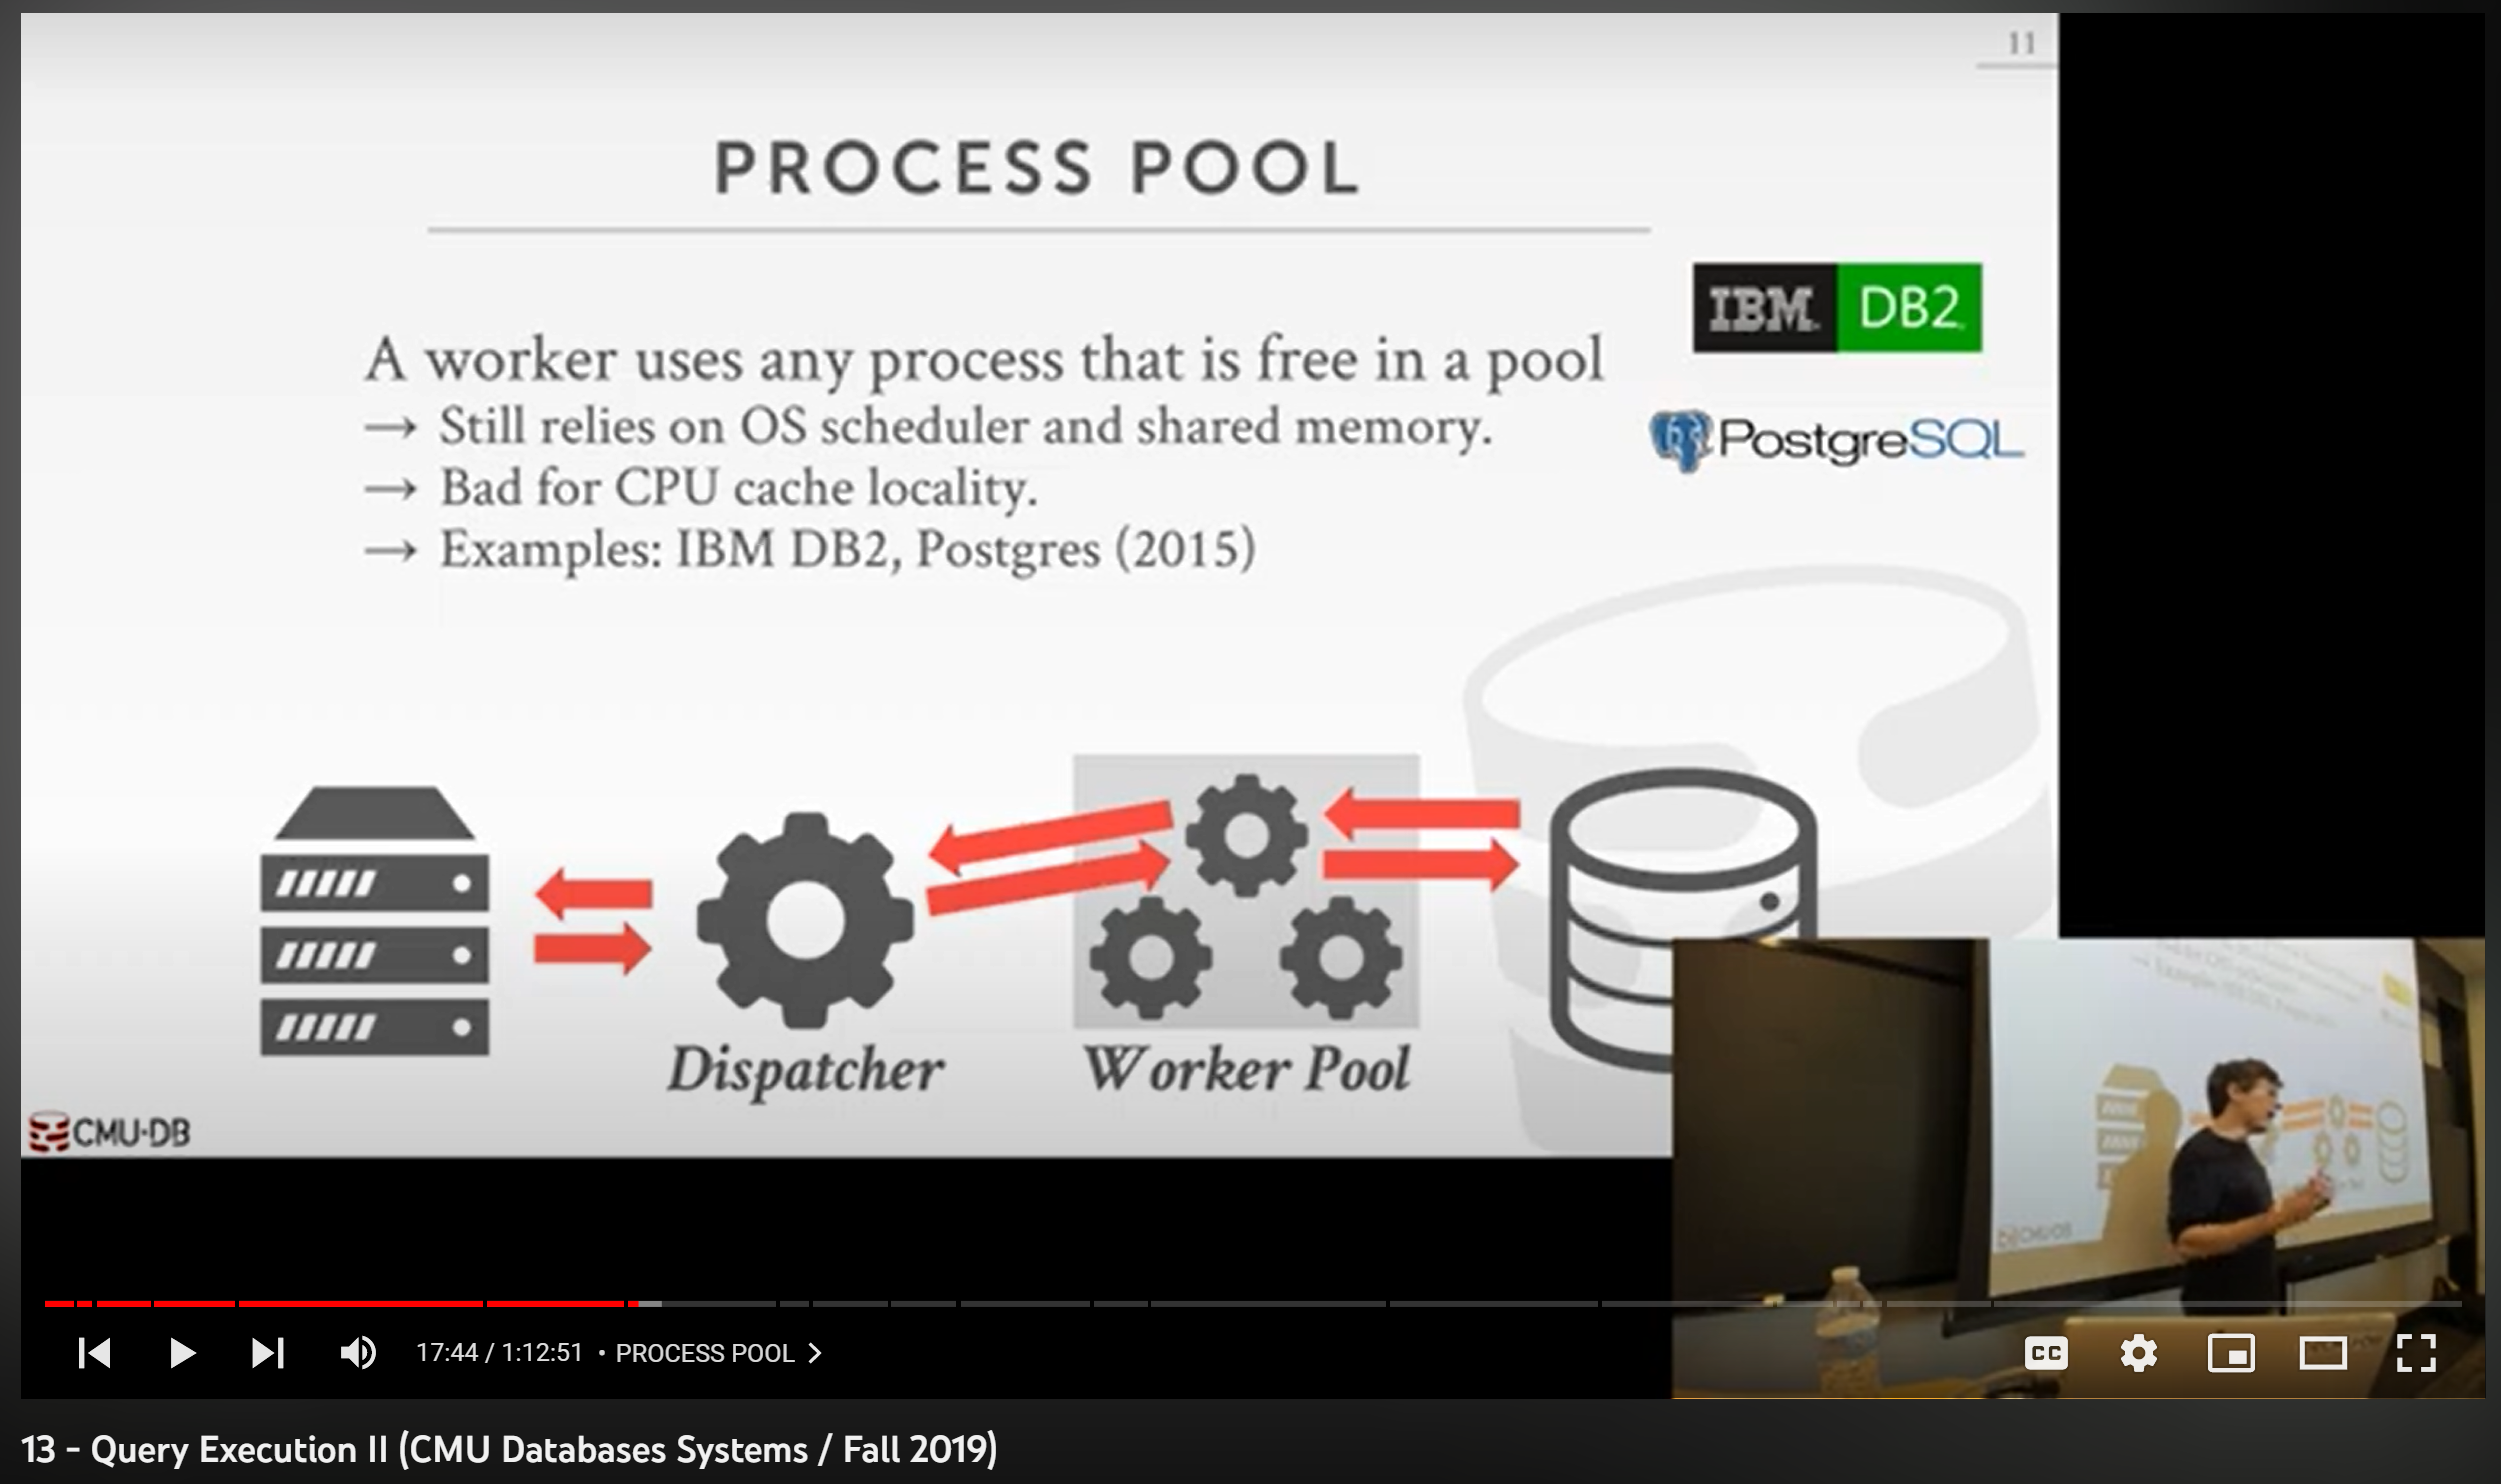 11
PROCESS POOL
IBM DB2
A worker uses any process that is free in a pool
→ Still relies on OS scheduler and shared memory.
PostgreSQL
→ Bad for CPU cache locality.
→ Examples: IBM DB2, Postgres (2015)
Dispatcher
Worker Pool
CMU·DB
17:44 / 1:12:51 • PROCESS POOL >
CC
13 - Query Execution II (CMU Databases Systems / Fall 2019)